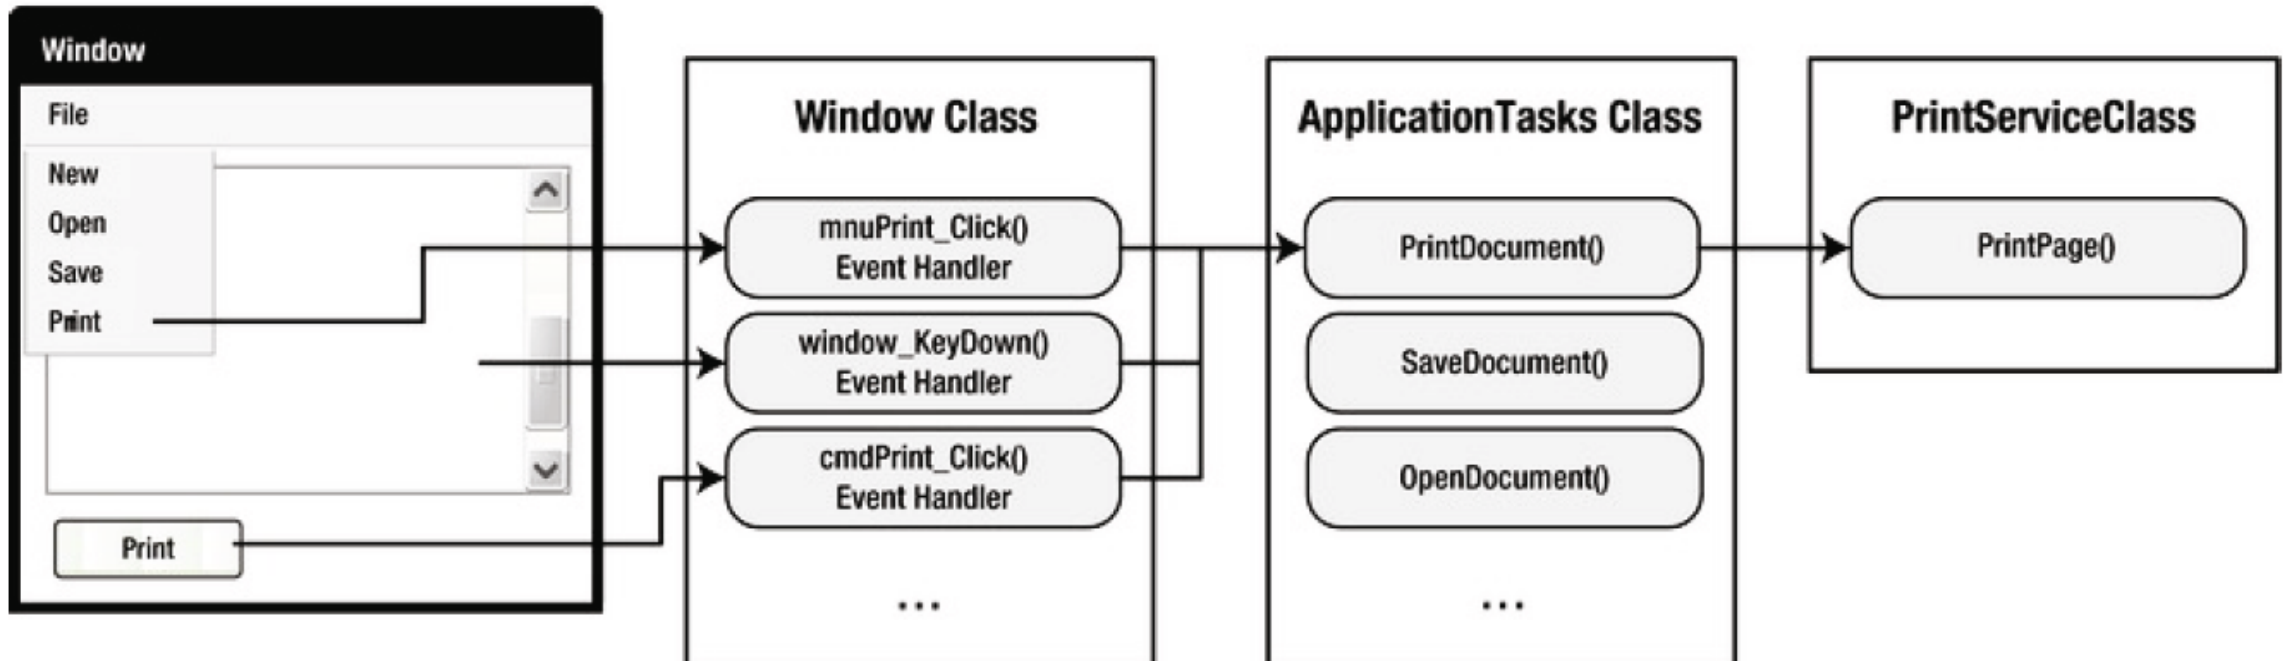 Window
File
New
Open
Save
Print
Print
Window Class
mnuPrint_Click()
Event Handler
window_KeyDown()
Event Handler
cmdPrint_Click()
Event Handler
...
ApplicationTasks Class
PrintDocument()
SaveDocument()
OpenDocument()
...
PrintServiceClass
PrintPage()